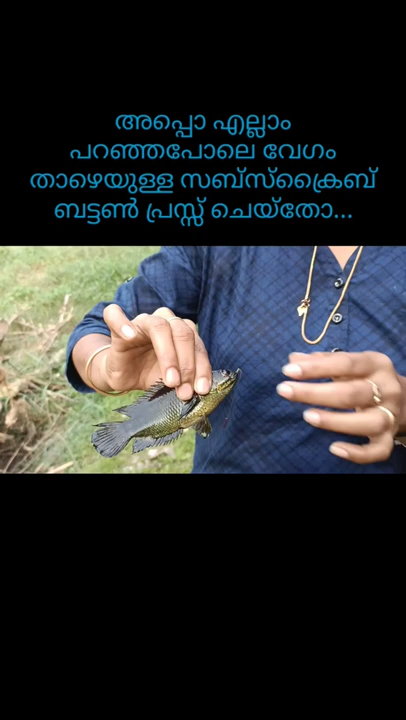 അപ്പൊ എല്ലാം
പറഞ്ഞപോലെ വേഗം
താഴെയുള്ള സബ്സ്ക്രൈബ്
ബട്ടൺ പ്രസ്സ് ചെയ്തോ...